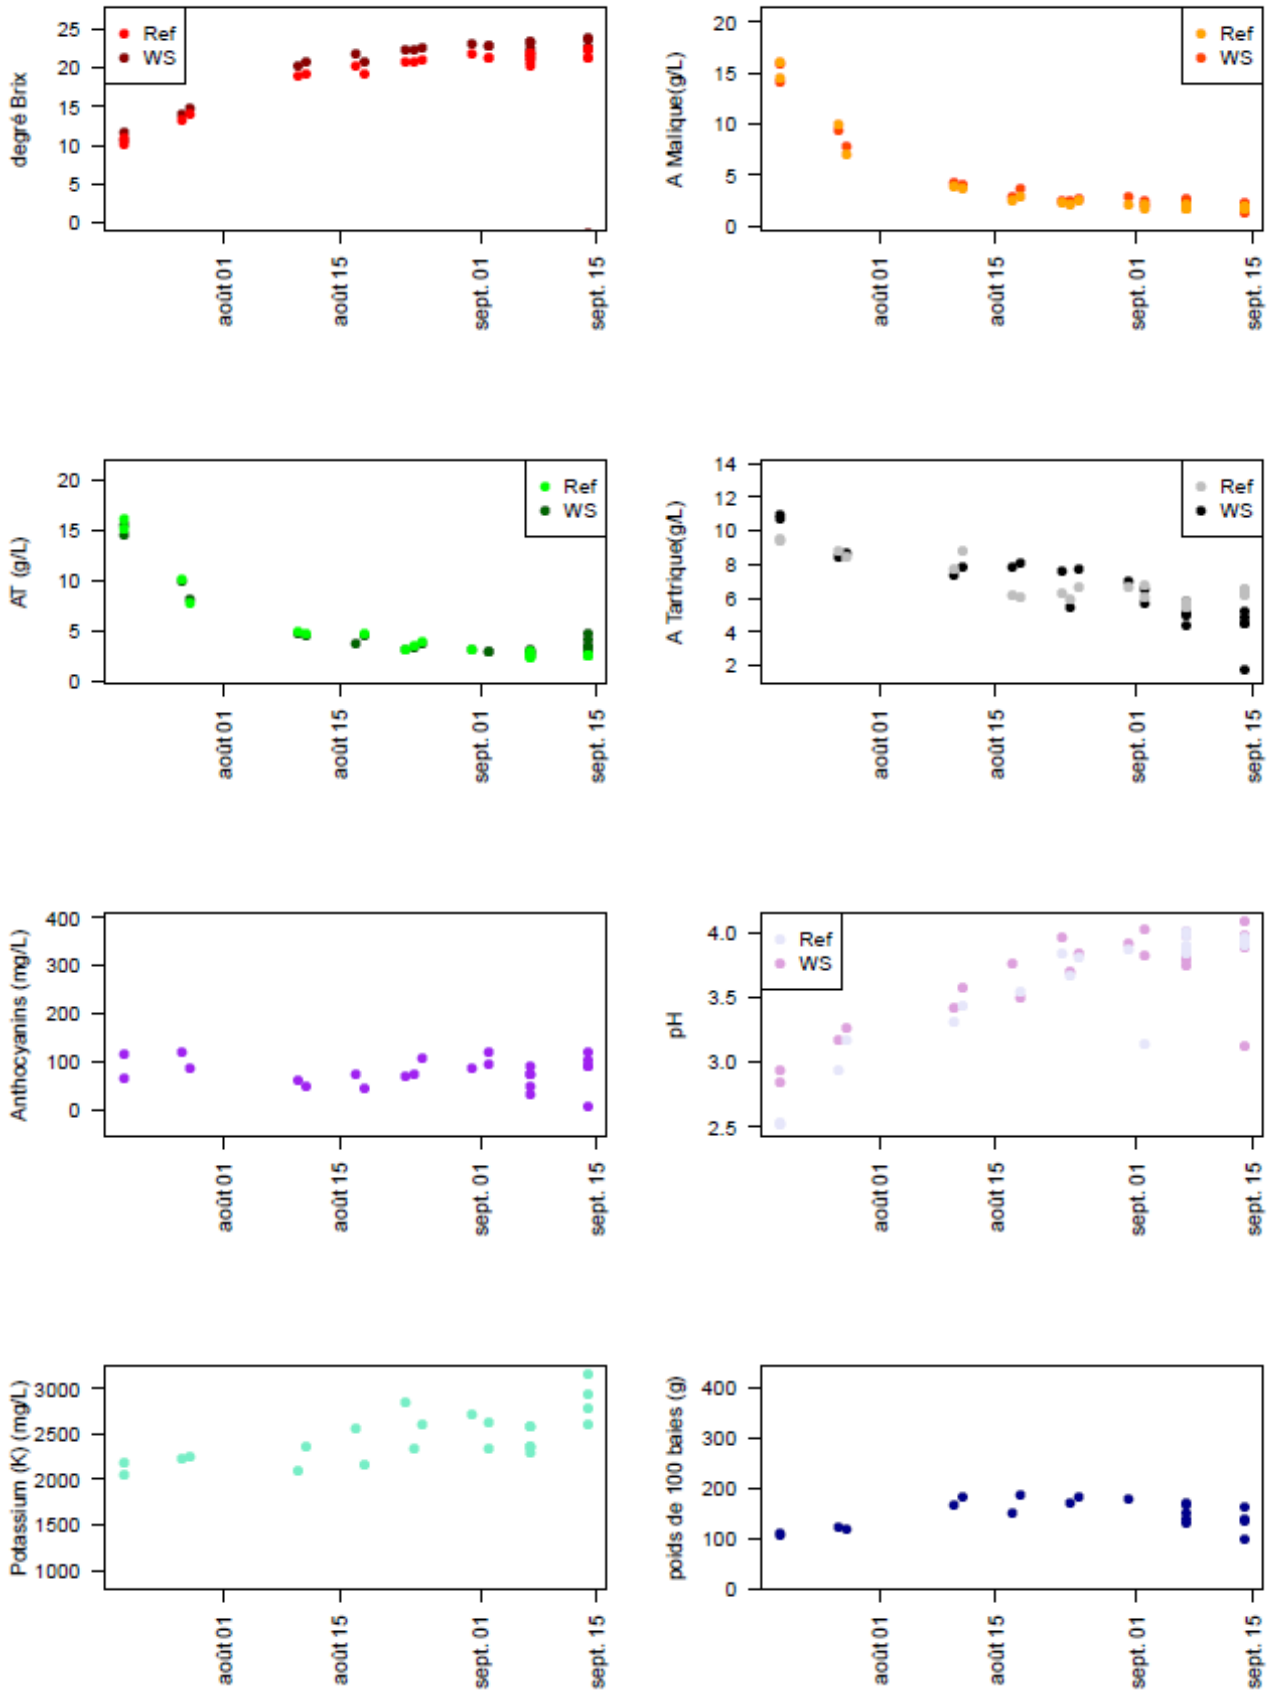 degré Brix
25
20
15
10
5
0
Ref
WS
août 01
août 15
sept. 01
sept. 15
A Malique(g/L)
20
15
10
5
0
Ref
WS
août 01
août 15
sept. 01
sept. 15
AT (g/L)
20
15
10
5
0
Ref
WS
août 01
août 15
sept. 01
sept. 15
A Tartrique(g/L)
14
12
10
8
6
4
2
Ref
WS
août 01
août 15
sept. 01
sept. 15
Anthocyanins (mg/L)
400
300
200
100
0
août 01
août 15
sept. 01
sept. 15
pH
4.0
3.5
3.0
2.5
Ref
WS
août 01
août 15
sept. 01
sept. 15
Potassium (K) (mg/L)
3000
2500
2000
1500
1000
août 01
août 15
sept. 01
sept. 15
poids de 100 baies (g)
400
300
200
100
0
août 01
août 15
sept. 01
sept. 15